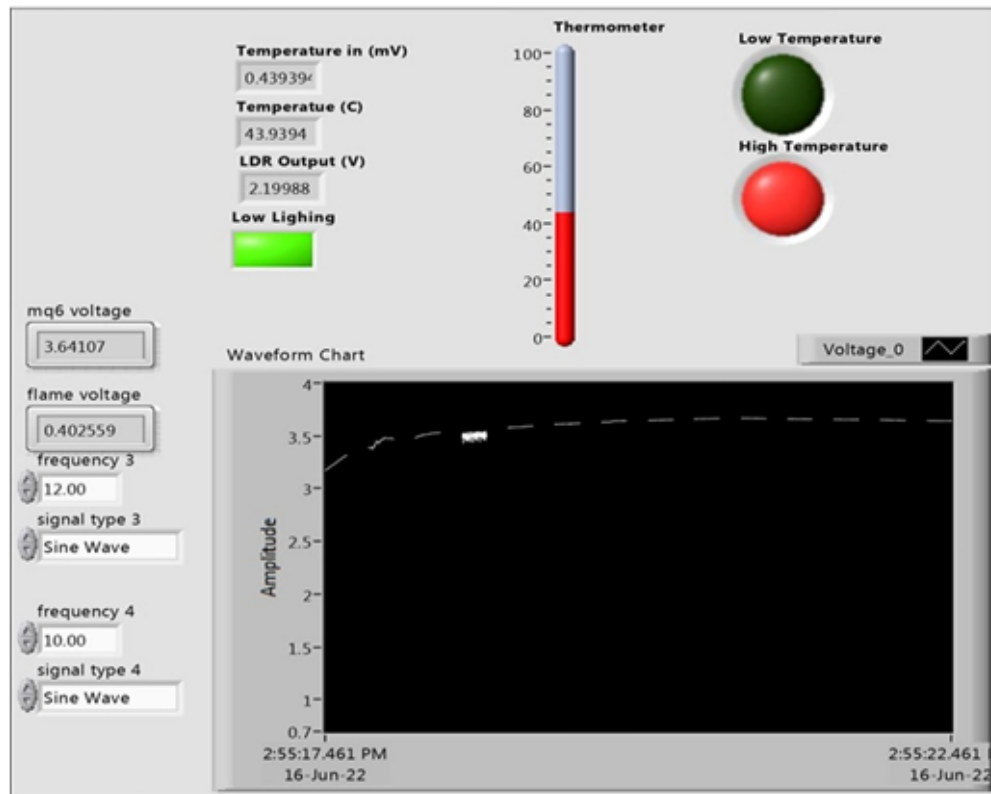 Temperature in (mV)
0.439394
Temperatue (C)
43.9394
LDR Output (V)
2.19988
Low Lighing
Thermometer
100
80
60
40
20
0
Low Temperature
High Temperature
mq6 voltage
3.64107
flame voltage
0.402559
frequency 3
12.00
signal type 3
Sine Wave
frequency 4
10.00
signal type 4
Sine Wave
Waveform Chart
Voltage_0
Amplitude
4
3.5
3
2.5
2
1.5
1
0.7
2:55:17.461 PM
16-Jun-22
2:55:22.461
16-Jun-22